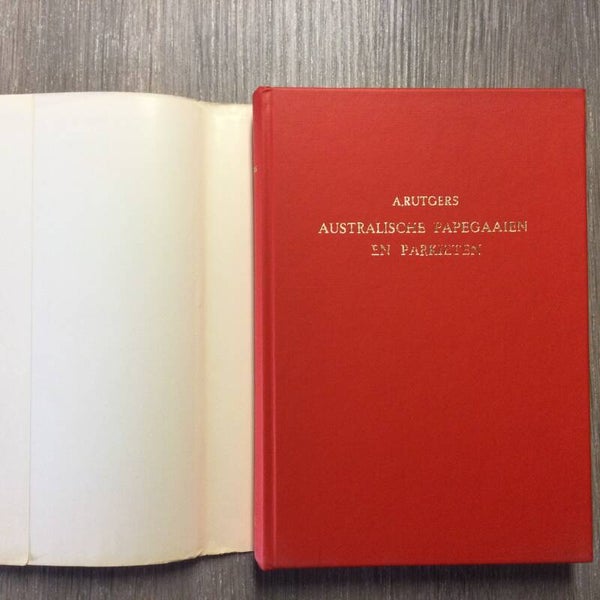 A.RUTGERS
AUSTRALISCHE PAPEGAAIEN
EN PARKIETEN